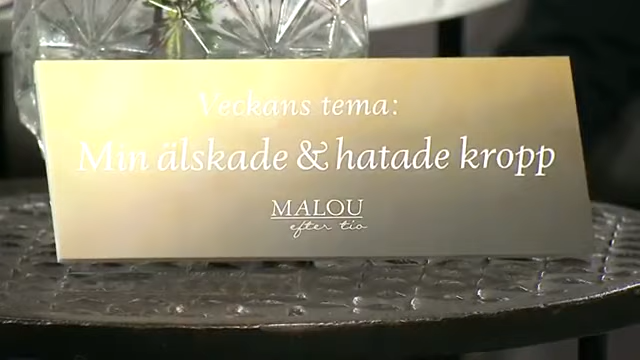 Veckans tema:
Min älskade & hatade kropp
MALOU
efter tio